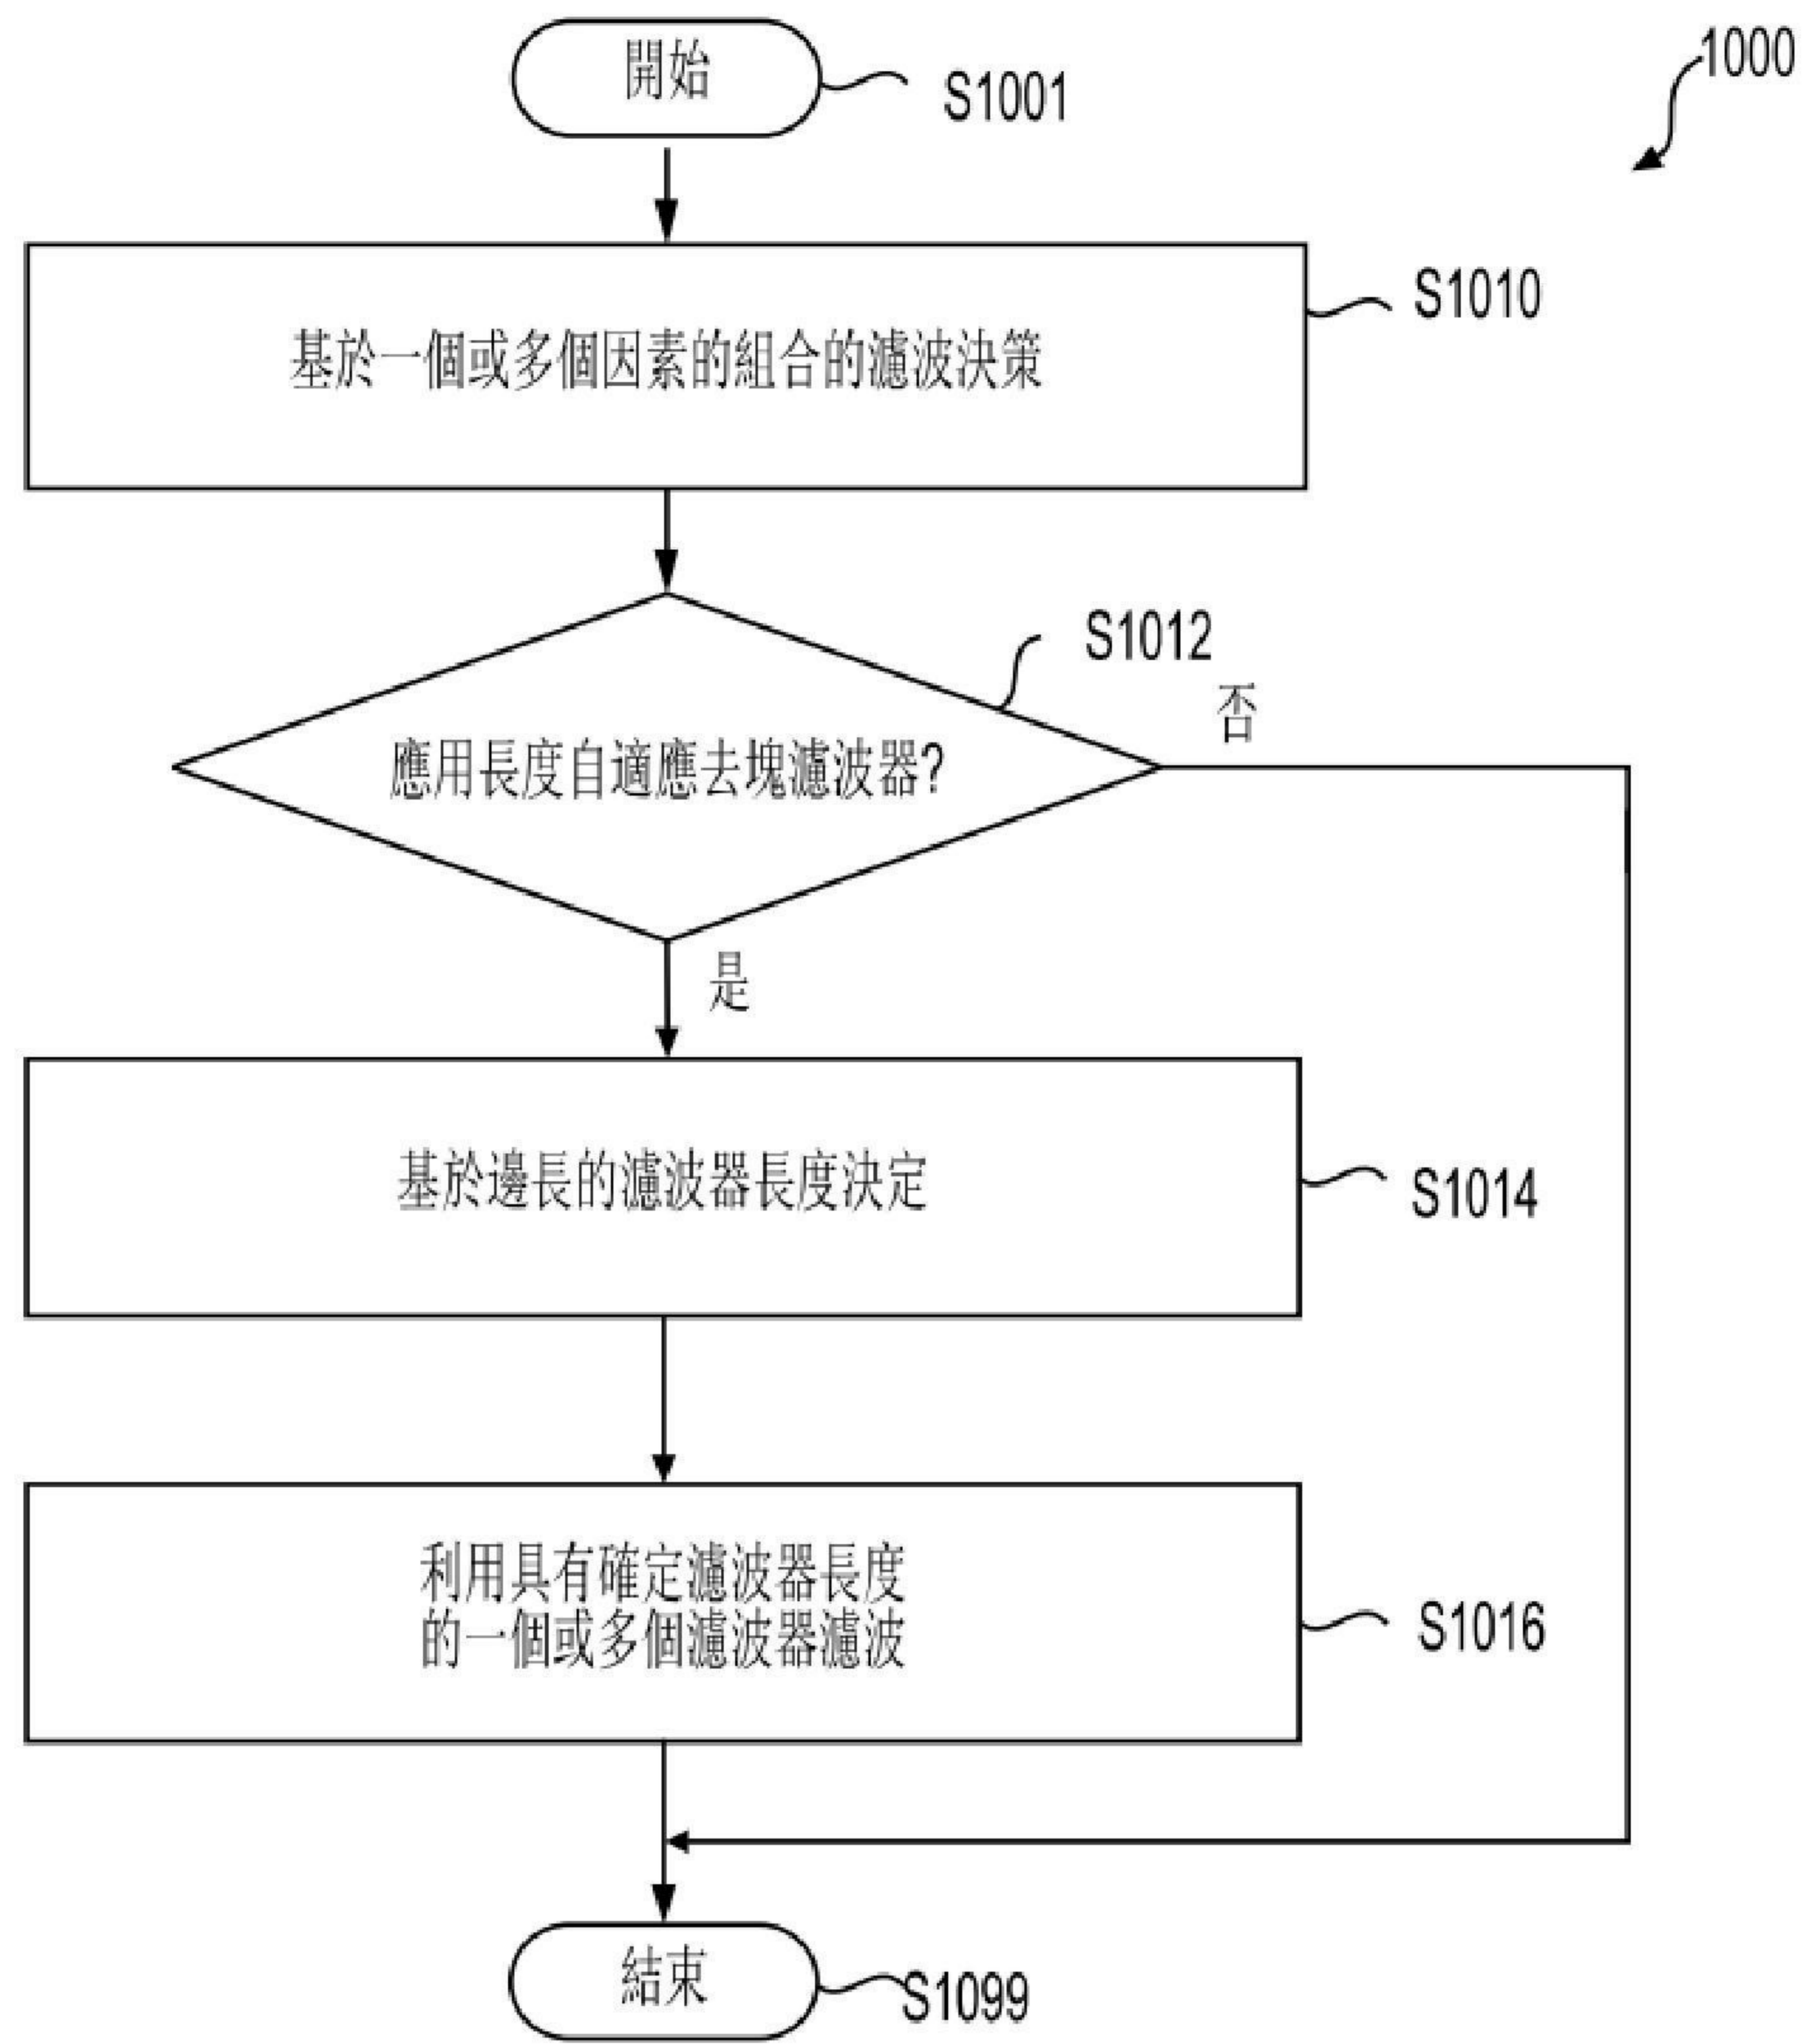 開始
S1001
1000
基於一個或多個因素的組合的濾波決策
S1010
應用長度自適應去塊濾波器?
S1012
否
是
基於邊長的濾波器長度決定
S1014
利用具有確定濾波器長度
的一個或多個濾波器濾波
S1016
結束
S1099